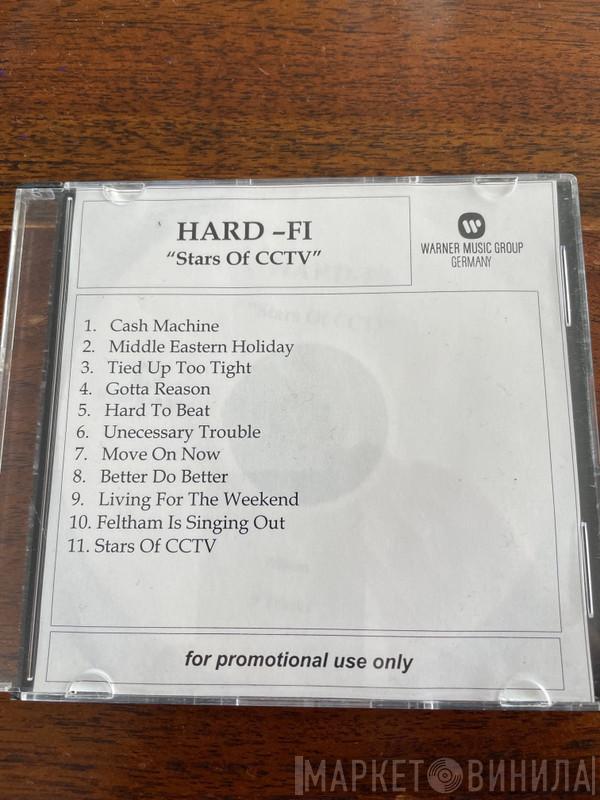 HARD –FI
“Stars Of CCTV”
WARNER MUSIC GROUP
GERMANY
1. Cash Machine
2. Middle Eastern Holiday
3. Tied Up Too Tight
4. Gotta Reason
5. Hard To Beat
6. Unecessary Trouble
7. Move On Now
8. Better Do Better
9. Living For The Weekend
10. Feltham Is Singing Out
11. Stars Of CCTV
for promotional use only
МАРКЕТ ВИНИЛА